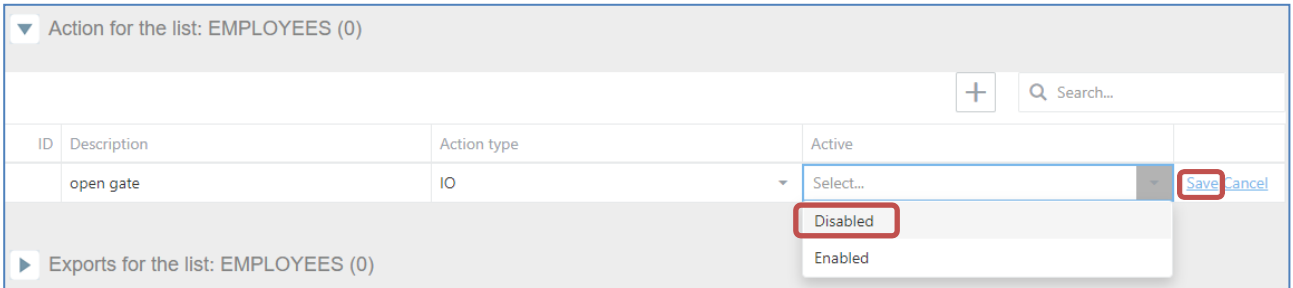 Action for the list: EMPLOYEES (0)
Search...
ID Description Action type Active
open gate IO Select... Save Cancel
Disabled
Enabled
Exports for the list: EMPLOYEES (0)